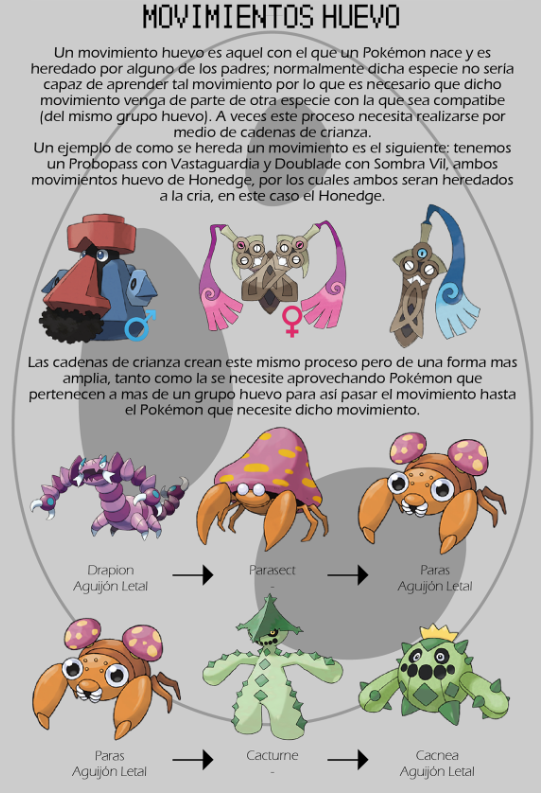 MOVIMIENTOS HUEVO
Un movimiento huevo es aquel con el que un Pokémon nace y es
heredado por alguno de los padres; normalmente dicha especie no sería
capaz de aprender tal movimiento por lo que es necesario que dicho
movimiento venga de parte de otra especie con la que sea compatibe
(del mismo grupo huevo). A veces este proceso necesita realizarse por
medio de cadenas de crianza.
Un ejemplo de como se hereda un movimiento es el siguiente: tenemos
un Probopass con Vastaguardia y Doublade con Sombra Vil, ambos
movimientos huevo de Honedge, por los cuales ambos seran heredados
a la cria, en este caso el Honedge.
Las cadenas de crianza crean este mismo proceso pero de una forma mas
amplia, tanto como la se necesite aprovechando Pokémon que
pertenecen a mas de un grupo huevo para así pasar el movimiento hasta
el Pokémon que necesite dicho movimiento.
Drapion
Aguijón Letal
Parasect
-
Paras
Aguijón Letal
Paras
Aguijón Letal
Cacturne
-
Cacnea
Aguijón Letal